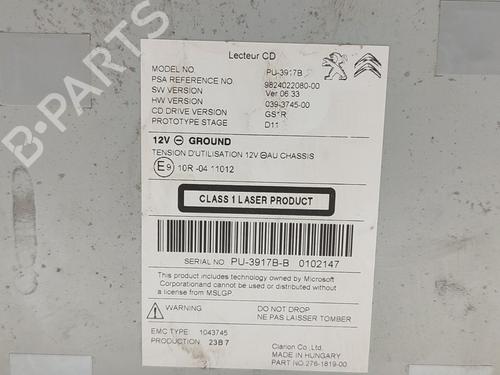 Lecteur CD
MODEL NO. PU-3917B
PSA REFERENCE NO. 9824022080-00
SW VERSION Ver 06.33
HW VERSION 039-3745-00
CD DRIVE VERSION GS1R
PROTOTYPE STAGE D11
12V ⊖ GROUND
TENSION D'UTILISATION 12V ⊖AU CHASSIS
E9 10R -04 11012
CLASS 1 LASER PRODUCT
SERIAL NO PU-3917B-B 0102147
This product includes technology owned by Microsoft
Corporationand cannot be used or distributed without
a license from MSLGP
WARNING DO NOT DROP
NE PAS LAISSER TOMBER
EMC TYPE 1043745
PRODUCTION 23B7
Clarion Co.,Ltd.
MADE IN HUNGARY
PART NO.276-1819-00
B-PARTS